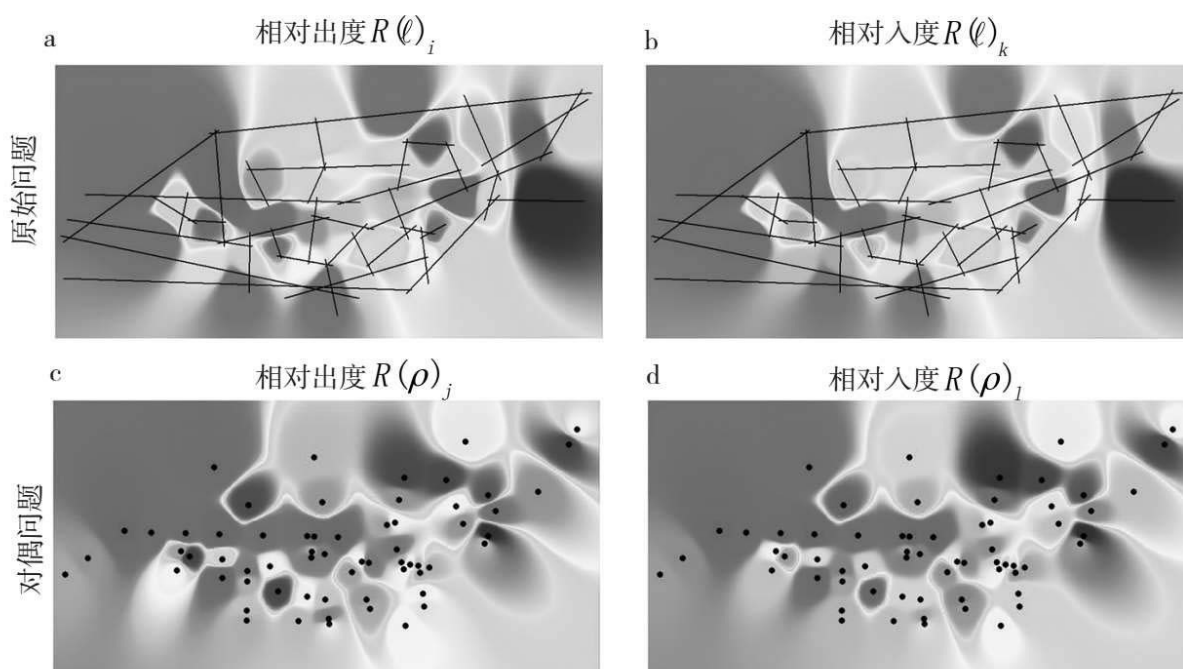 a
相对出度 R(ℓ)i
b
相对入度 R(ℓ)k
原始问题
c
相对出度 R(ρ)j
d
相对入度 R(ρ)l
对偶问题